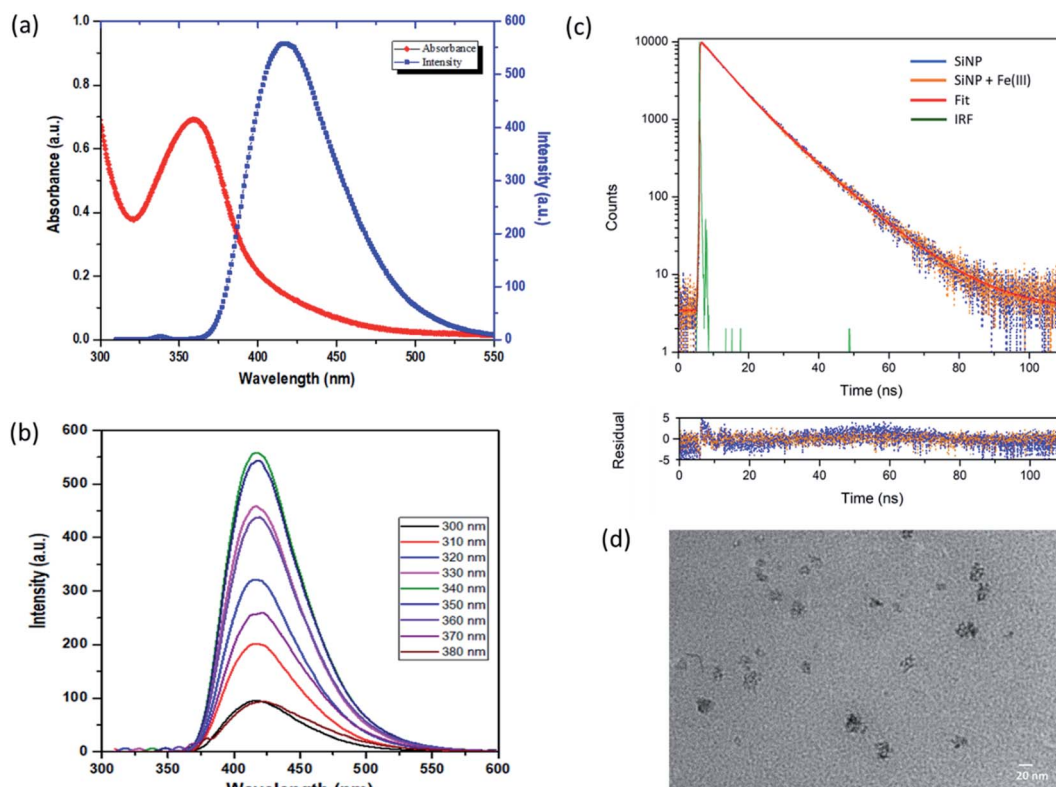 (a)
1.0
0.8
0.6
0.4
0.2
0.0
Absorbance (a.u.)
600
500
400
300
200
100
0
Intensity (a.u.)
Absorbance
Intensity
300 350 400 450 500 550
Wavelength (nm)
(b)
600
500
400
300
200
100
0
Intensity (a.u.)
300 nm
310 nm
320 nm
330 nm
340 nm
350 nm
360 nm
370 nm
380 nm
300 350 400 450 500 550 600
Wavelength (nm)
(c)
10000
1000
100
10
1
Counts
SiNP
SiNP + Fe(III)
Fit
IRF
0 20 40 60 80 100
Time (ns)
5
0
-5
Residual
0 20 40 60 80 100
Time (ns)
(d)
20 nm